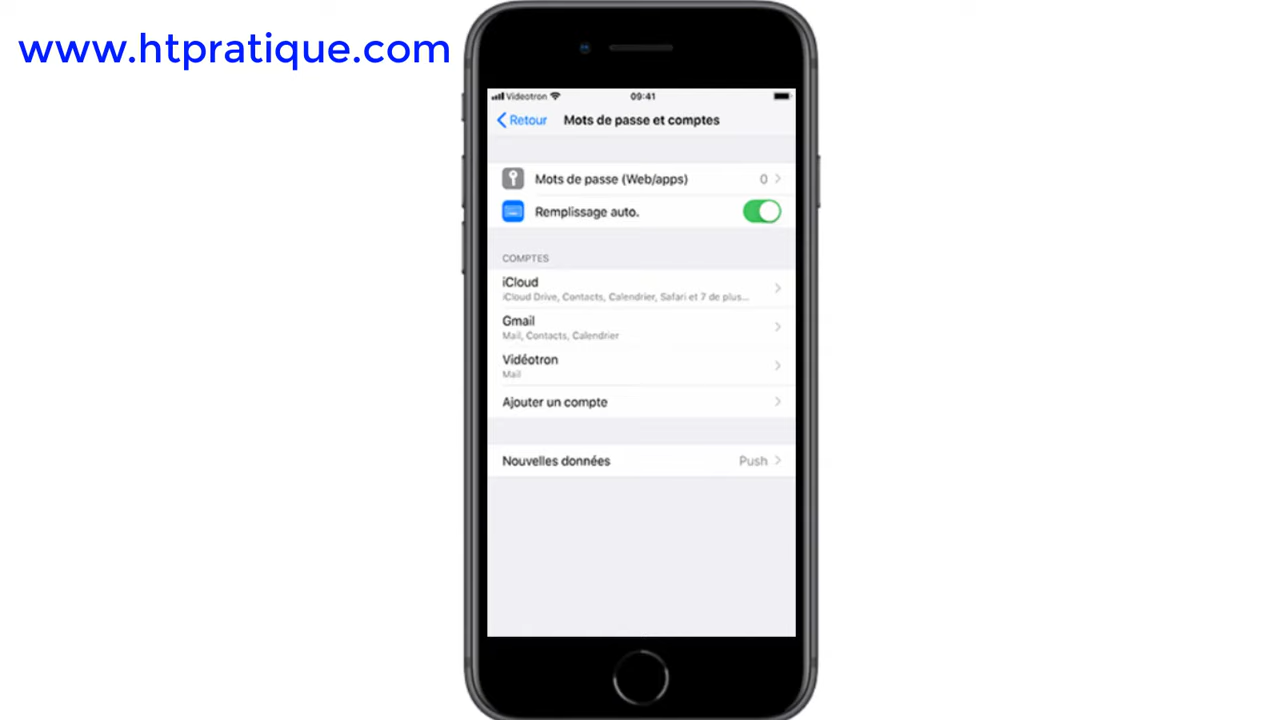 www.htpratique.com
Videotron 09:41
Retour Mots de passe et comptes
Mots de passe (Web/apps) 0
Remplissage auto.
COMPTES
iCloud
iCloud Drive, Contacts, Calendrier, Safari et 7 de plus...
Gmail
Mail, Contacts, Calendrier
Vidéotron
Mail
Ajouter un compte
Nouvelles données Push